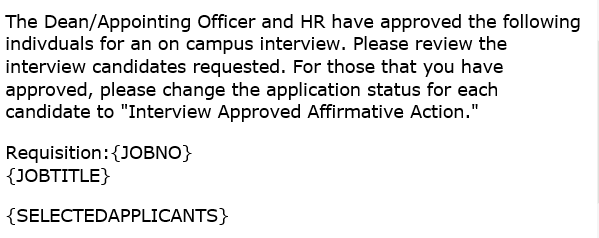 The Dean/Appointing Officer and HR have approved the following
indivduals for an on campus interview. Please review the
interview candidates requested. For those that you have
approved, please change the application status for each
candidate to "Interview Approved Affirmative Action."
Requisition:{JOBNO}
{JOBTITLE}
{SELECTEDAPPLICANTS}